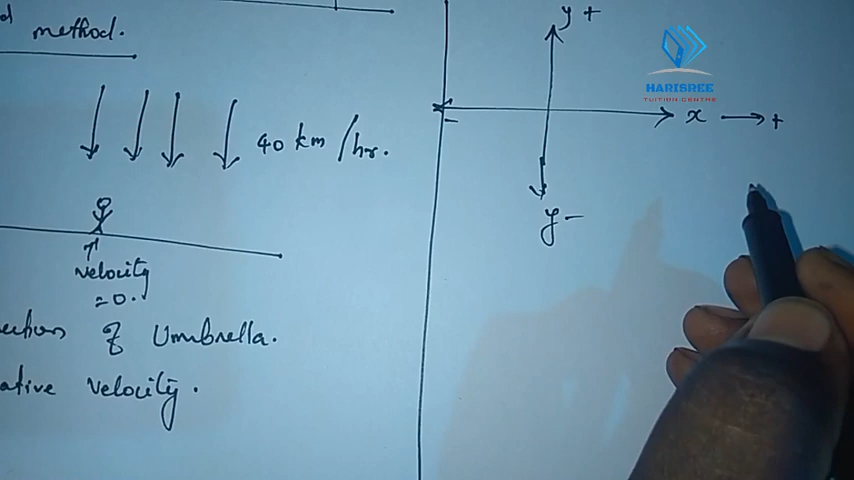 method.
40 km/hr.
velocity
= 0.
of Umbrella.
velocity.
y +
x → +
-
y -
HARISREE
TUITION CENTRE